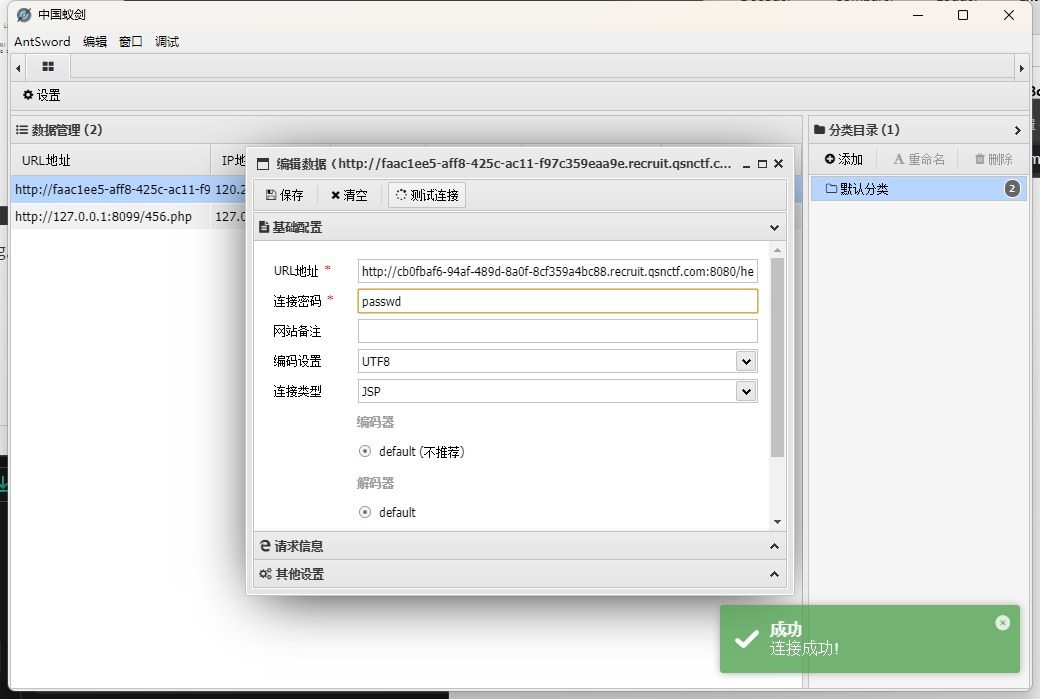 中国蚁剑
AntSword 编辑 窗口 调试
设置
数据管理 (2)
URL地址 IP地
http://faac1ee5-aff8-425c-ac11-f9 120.2
http://127.0.0.1:8099/456.php 127.0
分类目录 (1)
添加 重命名 删除
默认分类 2
编辑数据 (http://faac1ee5-aff8-425c-ac11-f97c359eaa9e.recruit.qsnctf.c...
保存 清空 测试连接
基础配置
URL地址 * http://cb0fbaf6-94af-489d-8a0f-8cf359a4bc88.recruit.qsnctf.com:8080/he
连接密码 * passwd
网站备注
编码设置 UTF8
连接类型 JSP
编码器
default (不推荐)
解码器
default
请求信息
其他设置
成功
连接成功!